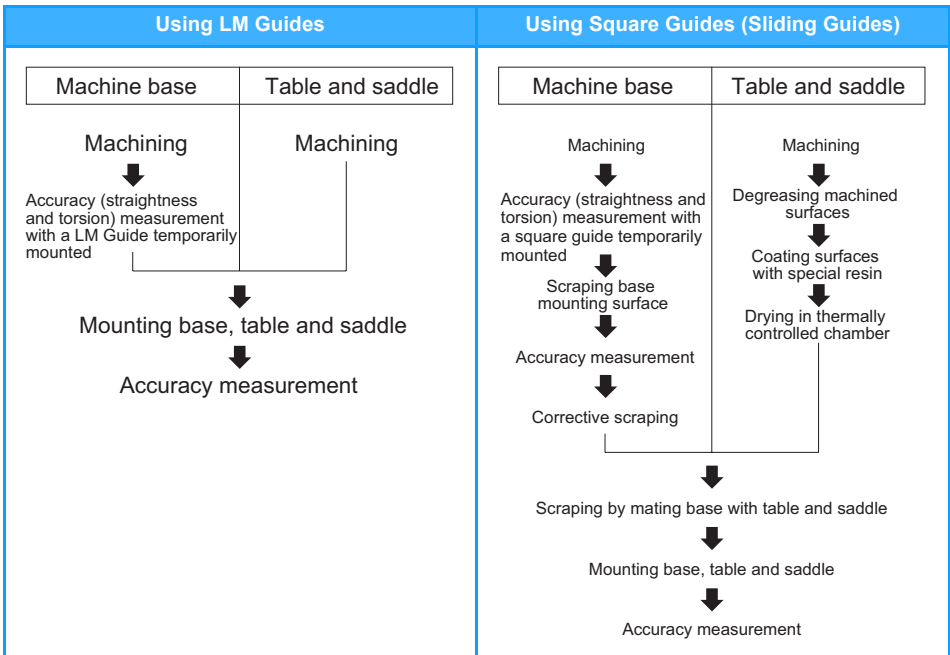 Using LM Guides
Machine base
Table and saddle
Machining
Machining
Accuracy (straightness
and torsion) measurement
with a LM Guide temporarily
mounted
Mounting base, table and saddle
Accuracy measurement
Using Square Guides (Sliding Guides)
Machine base
Table and saddle
Machining
Accuracy (straightness and
torsion) measurement with
a square guide temporarily
mounted
Scraping base
mounting surface
Accuracy measurement
Corrective scraping
Machining
Degreasing machined
surfaces
Coating surfaces
with special resin
Drying in thermally
controlled chamber
Scraping by mating base with table and saddle
Mounting base, table and saddle
Accuracy measurement